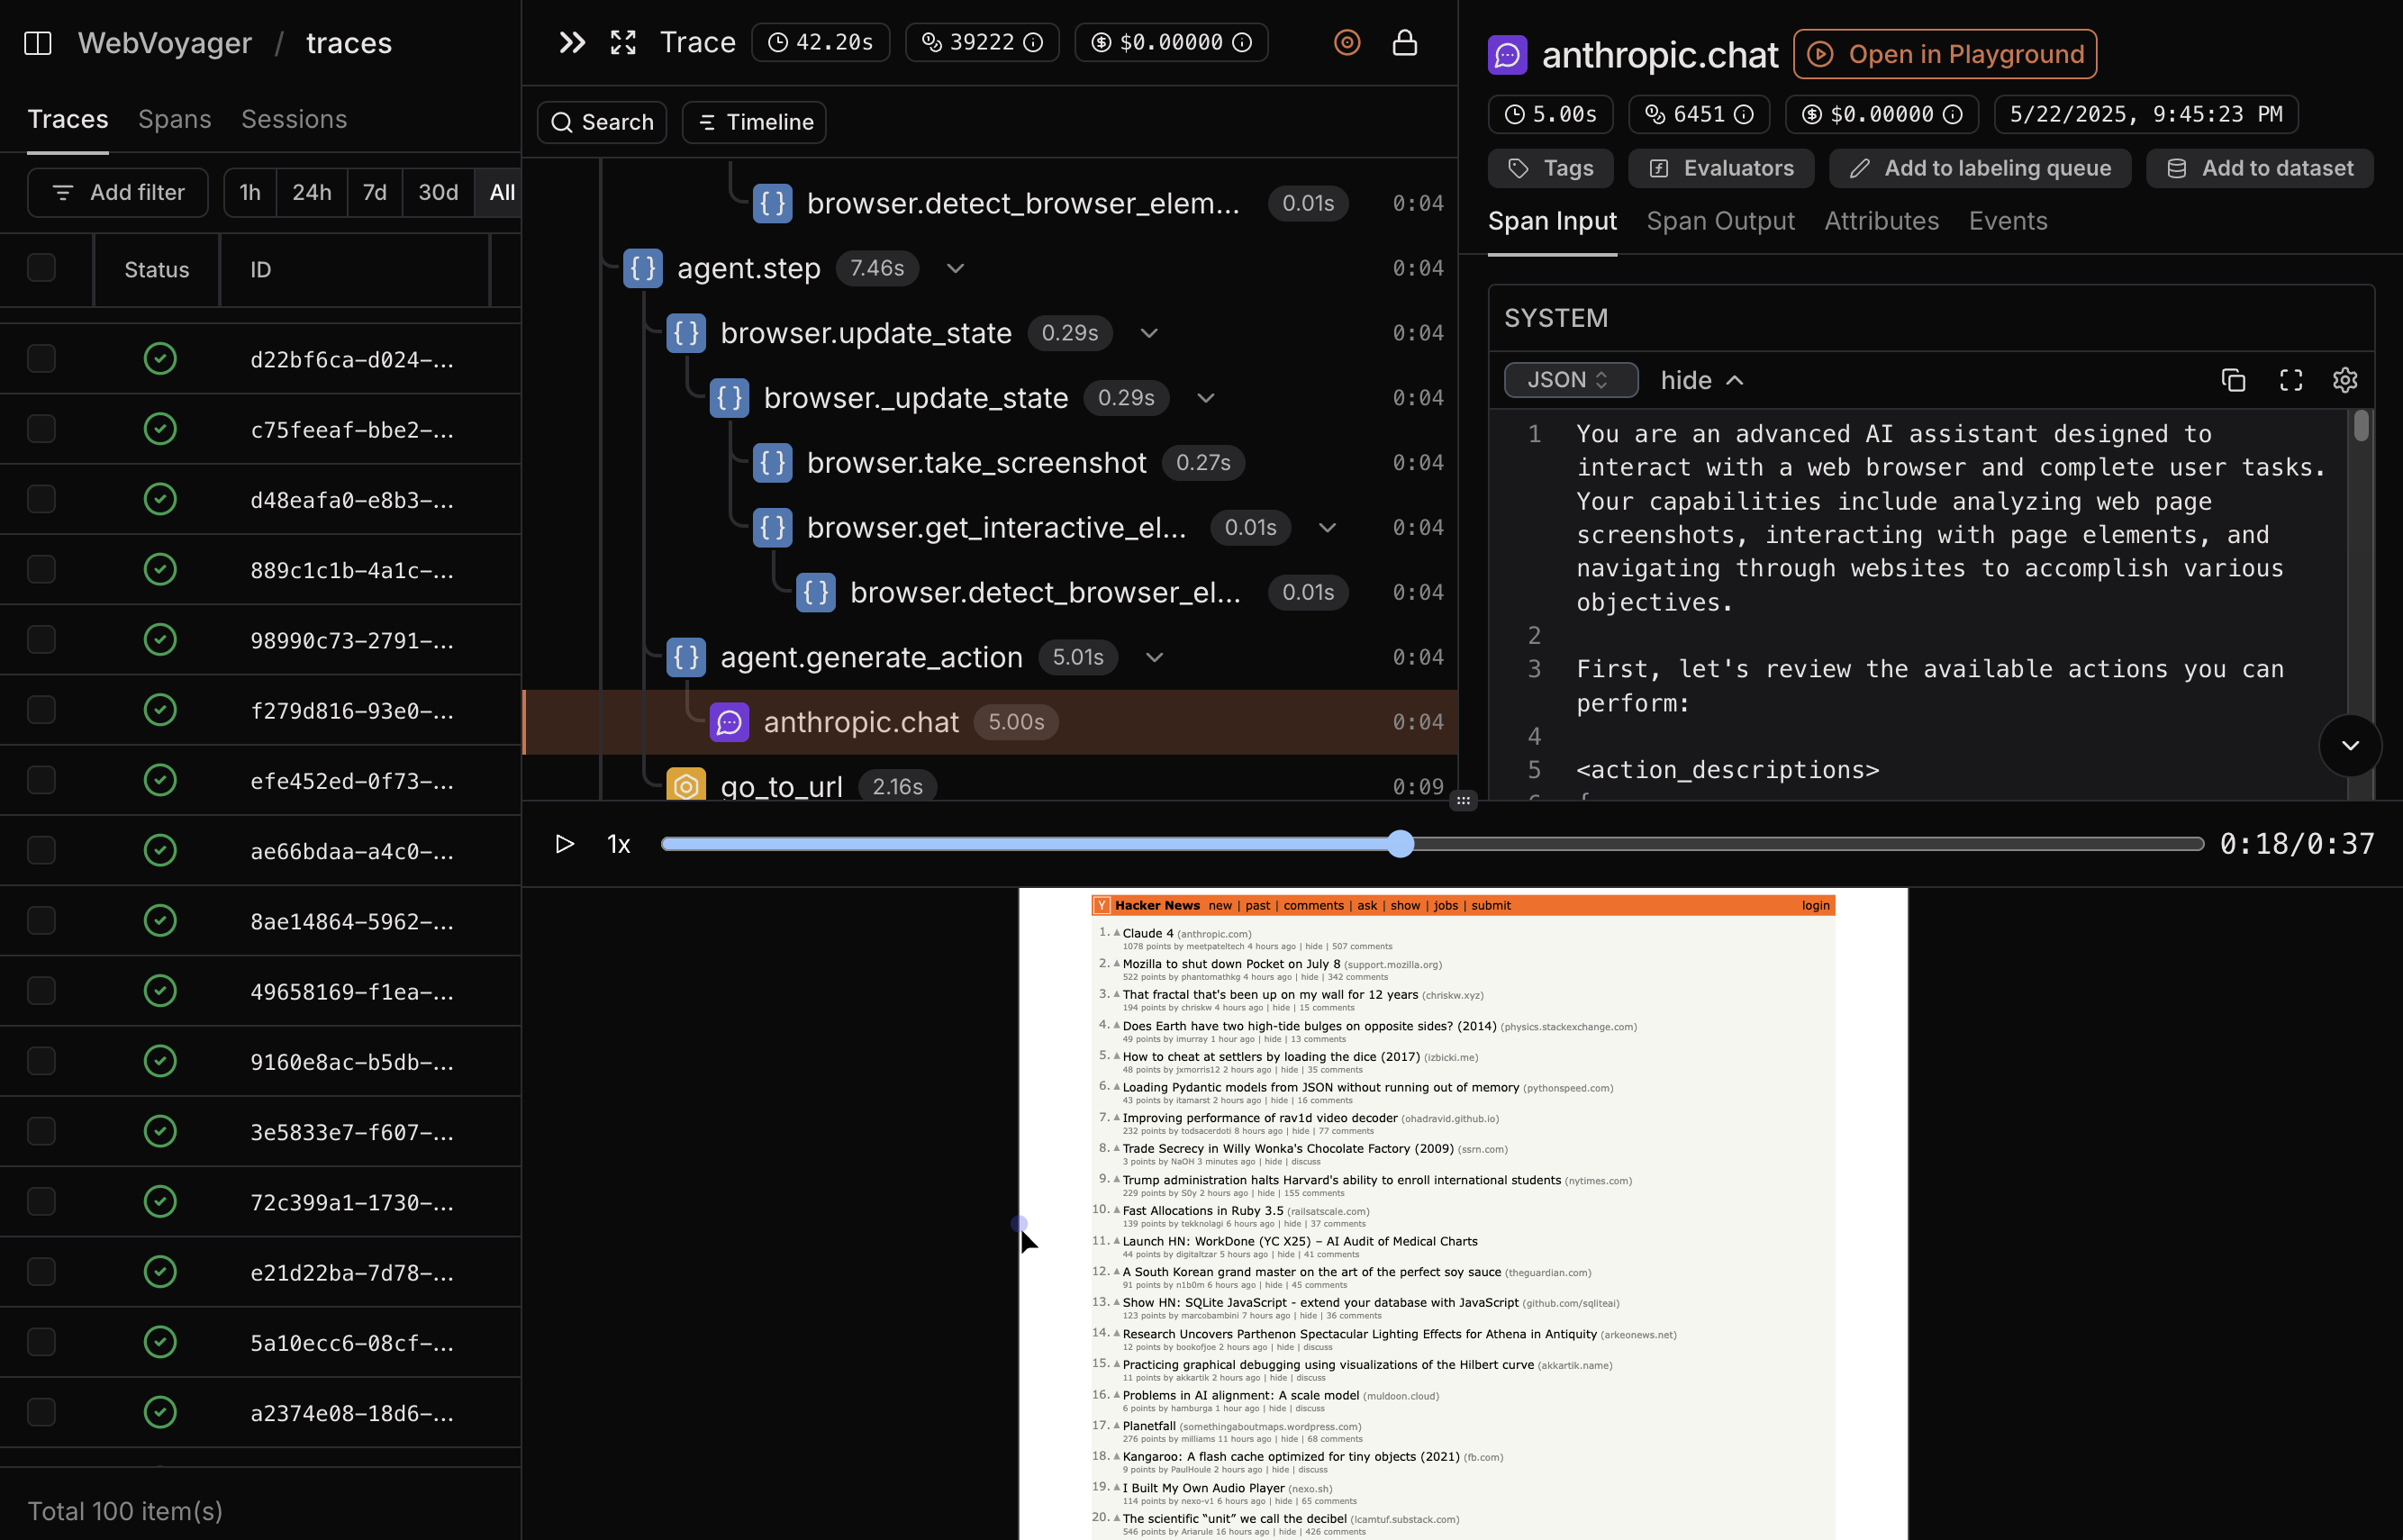 WebVoyager / traces
Traces Spans Sessions
Add filter 1h 24h 7d 30d All
Status ID
d22bf6ca-d024-...
c75feeaf-bbe2-...
d48eafa0-e8b3-...
889c1c1b-4a1c-...
98990c73-2791-...
f279d816-93e0-...
efe452ed-0f73-...
ae66bdaa-a4c0-...
8ae14864-5962-...
49658169-f1ea-...
9160e8ac-b5db-...
3e5833e7-f607-...
72c399a1-1730-...
e21d22ba-7d78-...
5a10ecc6-08cf-...
a2374e08-18d6-...
Total 100 item(s)
Trace 42.20s 39222 $0.00000
Search Timeline
browser.detect_browser_elem... 0.01s 0:04
agent.step 7.46s 0:04
browser.update_state 0.29s 0:04
browser._update_state 0.29s 0:04
browser.take_screenshot 0.27s 0:04
browser.get_interactive_el... 0.01s 0:04
browser.detect_browser_el... 0.01s 0:04
agent.generate_action 5.01s 0:04
anthropic.chat 5.00s 0:04
go_to_url 2.16s 0:09
anthropic.chat Open in Playground
5.00s 6451 $0.00000 5/22/2025, 9:45:23 PM
Tags Evaluators Add to labeling queue Add to dataset
Span Input Span Output Attributes Events
SYSTEM
JSON hide
1 You are an advanced AI assistant designed to
interact with a web browser and complete user tasks.
Your capabilities include analyzing web page
screenshots, interacting with page elements, and
navigating through websites to accomplish various
objectives.
2
3 First, let's review the available actions you can
perform:
4
5 <action_descriptions>
1x 0:18/0:37
Y Hacker News new | past | comments | ask | show | jobs | submit login
1. Claude 4 (anthropic.com)
1078 points by meetpateltech 4 hours ago | hide | 507 comments
2. Mozilla to shut down Pocket on July 8 (support.mozilla.org)
522 points by phantomathkg 4 hours ago | hide | 342 comments
3. That fractal that's been up on my wall for 12 years (chriskw.xyz)
194 points by chriskw 4 hours ago | hide | 15 comments
4. Does Earth have two high-tide bulges on opposite sides? (2014) (physics.stackexchange.com)
49 points by imurray 1 hour ago | hide | 13 comments
5. How to cheat at settlers by loading the dice (2017) (izbicki.me)
48 points by jxmorris12 2 hours ago | hide | 35 comments
6. Loading Pydantic models from JSON without running out of memory (pythonspeed.com)
43 points by itamarst 2 hours ago | hide | 16 comments
7. Improving performance of rav1d video decoder (ohadravid.github.io)
232 points by todsacerdoti 8 hours ago | hide | 77 comments
8. Trade Secrecy in Willy Wonka's Chocolate Factory (2009) (ssrn.com)
3 points by NaOH 3 minutes ago | hide | discuss
9. Trump administration halts Harvard's ability to enroll international students (nytimes.com)
229 points by S0y 2 hours ago | hide | 155 comments
10. Fast Allocations in Ruby 3.5 (railsatscale.com)
139 points by tekknolagi 6 hours ago | hide | 37 comments
11. Launch HN: WorkDone (YC X25) – AI Audit of Medical Charts
44 points by digitaltzar 5 hours ago | hide | 41 comments
12. A South Korean grand master on the art of the perfect soy sauce (theguardian.com)
91 points by n1b0m 6 hours ago | hide | 45 comments
13. Show HN: SQLite JavaScript - extend your database with JavaScript (github.com/sqliteai)
123 points by marcobambini 7 hours ago | hide | 36 comments
14. Research Uncovers Parthenon Spectacular Lighting Effects for Athena in Antiquity (arkeonews.net)
12 points by bookofjoe 2 hours ago | hide | discuss
15. Practicing graphical debugging using visualizations of the Hilbert curve (akkartik.name)
11 points by akkartik 2 hours ago | hide | discuss
16. Problems in AI alignment: A scale model (muldoon.cloud)
6 points by hamburga 1 hour ago | hide | discuss
17. Planetfall (somethingaboutmaps.wordpress.com)
276 points by milliams 11 hours ago | hide | 68 comments
18. Kangaroo: A flash cache optimized for tiny objects (2021) (fb.com)
9 points by PaulHoule 2 hours ago | hide | discuss
19. I Built My Own Audio Player (nexo.sh)
114 points by nexo-v1 6 hours ago | hide | 65 comments
20. The scientific “unit” we call the decibel (lcamtuf.substack.com)
546 points by Ariarule 16 hours ago | hide | 426 comments